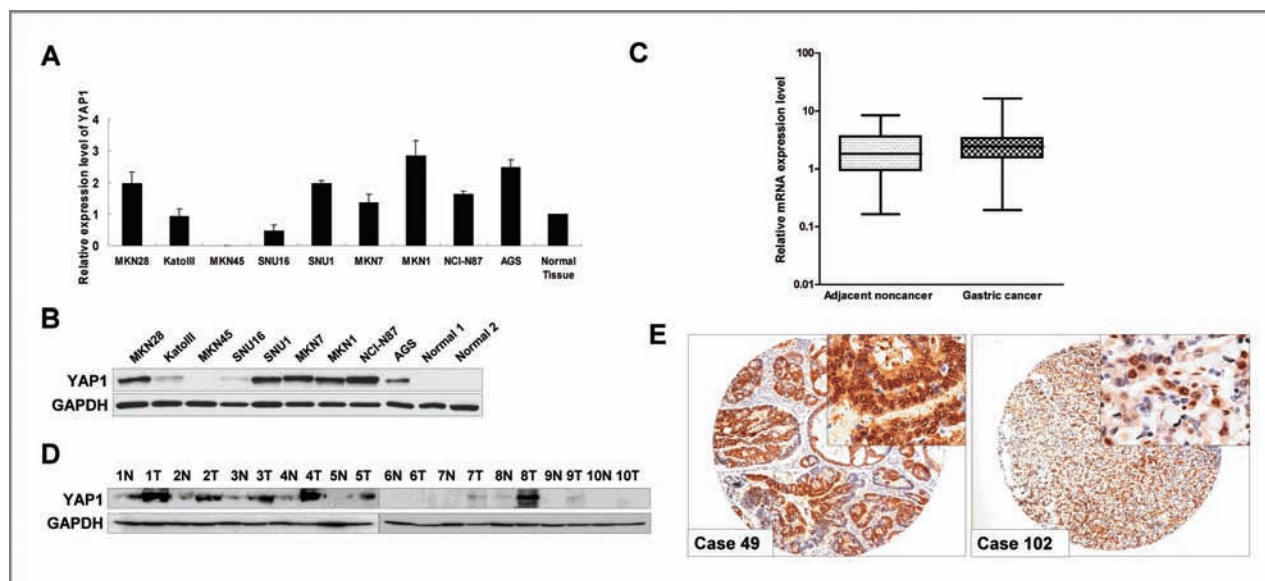 A
Relative expression level of YAP1
4
3
2
1
0
MKN28 KatoIII MKN45 SNU16 SNU1 MKN7 MKN1 NCI-N87 AGS Normal Tissue
B
MKN28 KatoIII MKN45 SNU16 SNU1 MKN7 MKN1 NCI-N87 AGS Normal 1 Normal 2
YAP1
GAPDH
D
1N 1T 2N 2T 3N 3T 4N 4T 5N 5T 6N 6T 7N 7T 8N 8T 9N 9T 10N 10T
YAP1
GAPDH
C
Relative mRNA expression level
100
10
1
0.1
0.01
Adjacent noncancer Gastric cancer
E
Case 49
Case 102